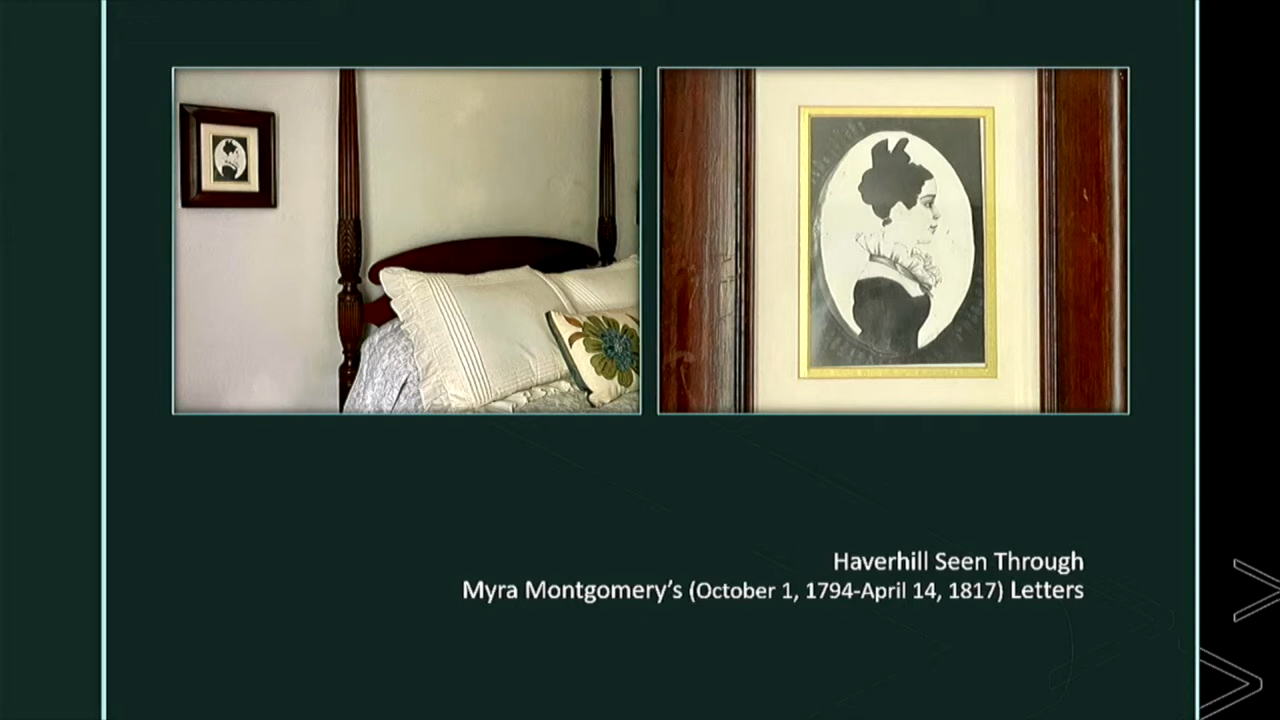 Haverhill Seen Through
Myra Montgomery's (October 1, 1794-April 14, 1817) Letters